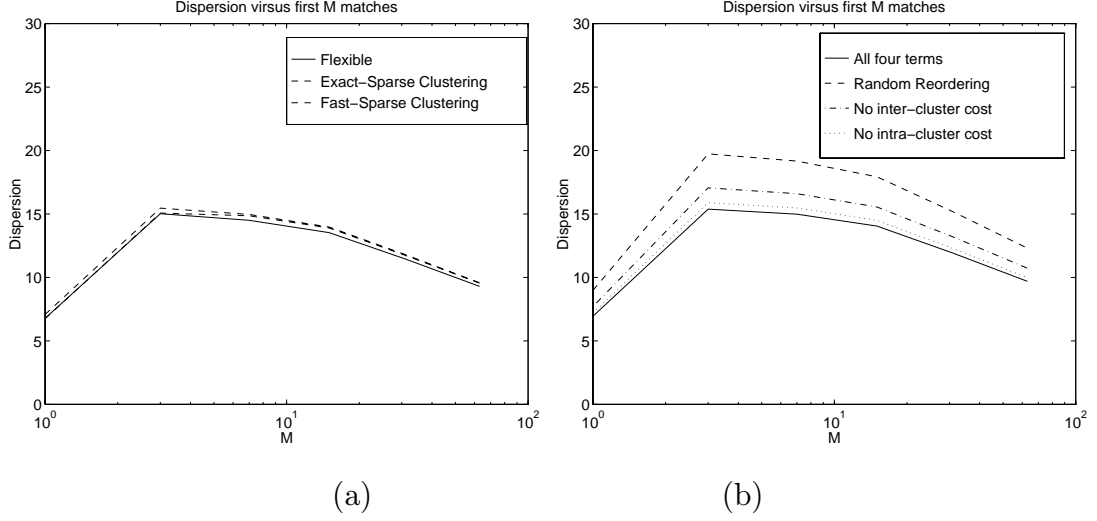 Dispersion versus first M matches
30
25
20
15
10
5
0
Dispersion
10^0
10^1
10^2
M
Flexible
Exact−Sparse Clustering
Fast−Sparse Clustering
(a)
Dispersion versus first M matches
30
25
20
15
10
5
0
Dispersion
10^0
10^1
10^2
M
All four terms
Random Reordering
No inter−cluster cost
No intra−cluster cost
(b)